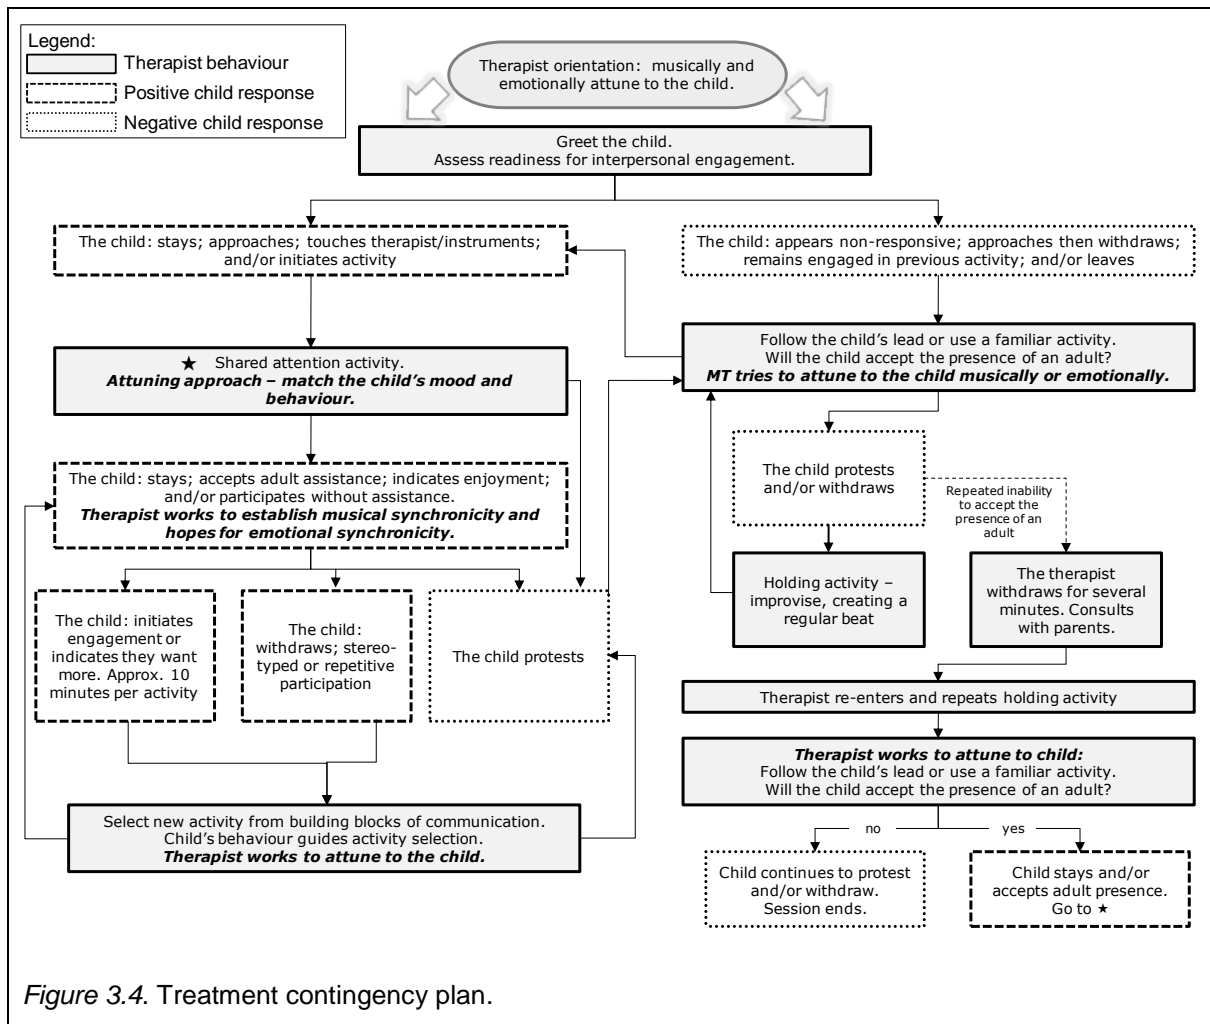 Legend:
Therapist behaviour
Positive child response
Negative child response
Therapist orientation: musically and
emotionally attune to the child.
Greet the child.
Assess readiness for interpersonal engagement.
The child: stays; approaches; touches therapist/instruments;
and/or initiates activity
The child: appears non-responsive; approaches then withdraws;
remains engaged in previous activity; and/or leaves
★ Shared attention activity.
Attuning approach – match the child’s mood and
behaviour.
Follow the child’s lead or use a familiar activity.
Will the child accept the presence of an adult?
MT tries to attune to the child musically or emotionally.
The child: stays; accepts adult assistance; indicates enjoyment;
and/or participates without assistance.
Therapist works to establish musical synchronicity and
hopes for emotional synchronicity.
The child protests
and/or withdraws
Repeated inability
to accept the
presence of an
adult
The child: initiates
engagement or
indicates they want
more. Approx. 10
minutes per activity
The child:
withdraws; stereo-
typed or repetitive
participation
The child protests
Holding activity –
improvise, creating a
regular beat
The therapist
withdraws for several
minutes. Consults
with parents.
Therapist re-enters and repeats holding activity
Therapist works to attune to child:
Follow the child’s lead or use a familiar activity.
Will the child accept the presence of an adult?
Select new activity from building blocks of communication.
Child’s behaviour guides activity selection.
Therapist works to attune to the child.
no
yes
Child continues to protest
and/or withdraw.
Session ends.
Child stays and/or
accepts adult presence.
Go to ★
Figure 3.4. Treatment contingency plan.